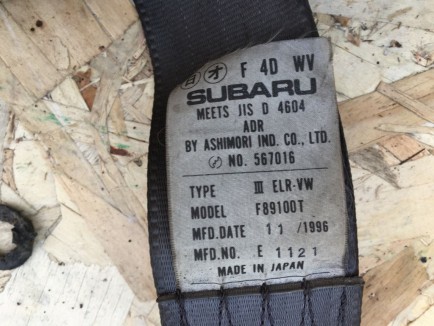 オ F 4D WV
SUBARU
MEETS JIS D 4604
ADR
BY ASHIMORI IND. CO., LTD.
NO. 567016
TYPE III ELR-VW
MODEL F89100T
MFD.DATE 11/1996
MFD.NO. E 1121
MADE IN JAPAN